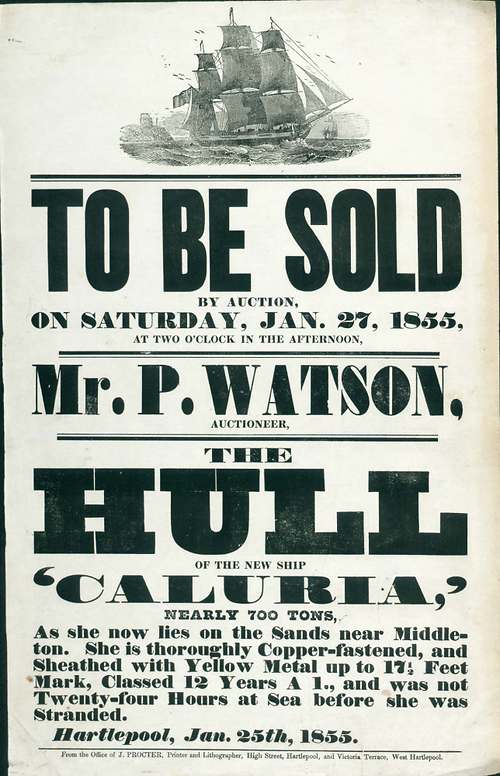 TO BE SOLD
BY AUCTION,
ON SATURDAY, JAN. 27, 1855,
AT TWO O'CLOCK IN THE AFTERNOON,
Mr. P. WATSON,
AUCTIONEER,
THE
HULL
OF THE NEW SHIP
‘CALURIA,’
NEARLY 700 TONS,
As she now lies on the Sands near Middle-
ton. She is thoroughly Copper-fastened, and
Sheathed with Yellow Metal up to 17½ Feet
Mark, Classed 12 Years A 1., and was not
Twenty-four Hours at Sea before she was
Stranded.
Hartlepool, Jan. 25th, 1855.
From the Office of J. PROCTER, Printer and Lithographer, High Street, Hartlepool, and Victoria Terrace, West Hartlepool.